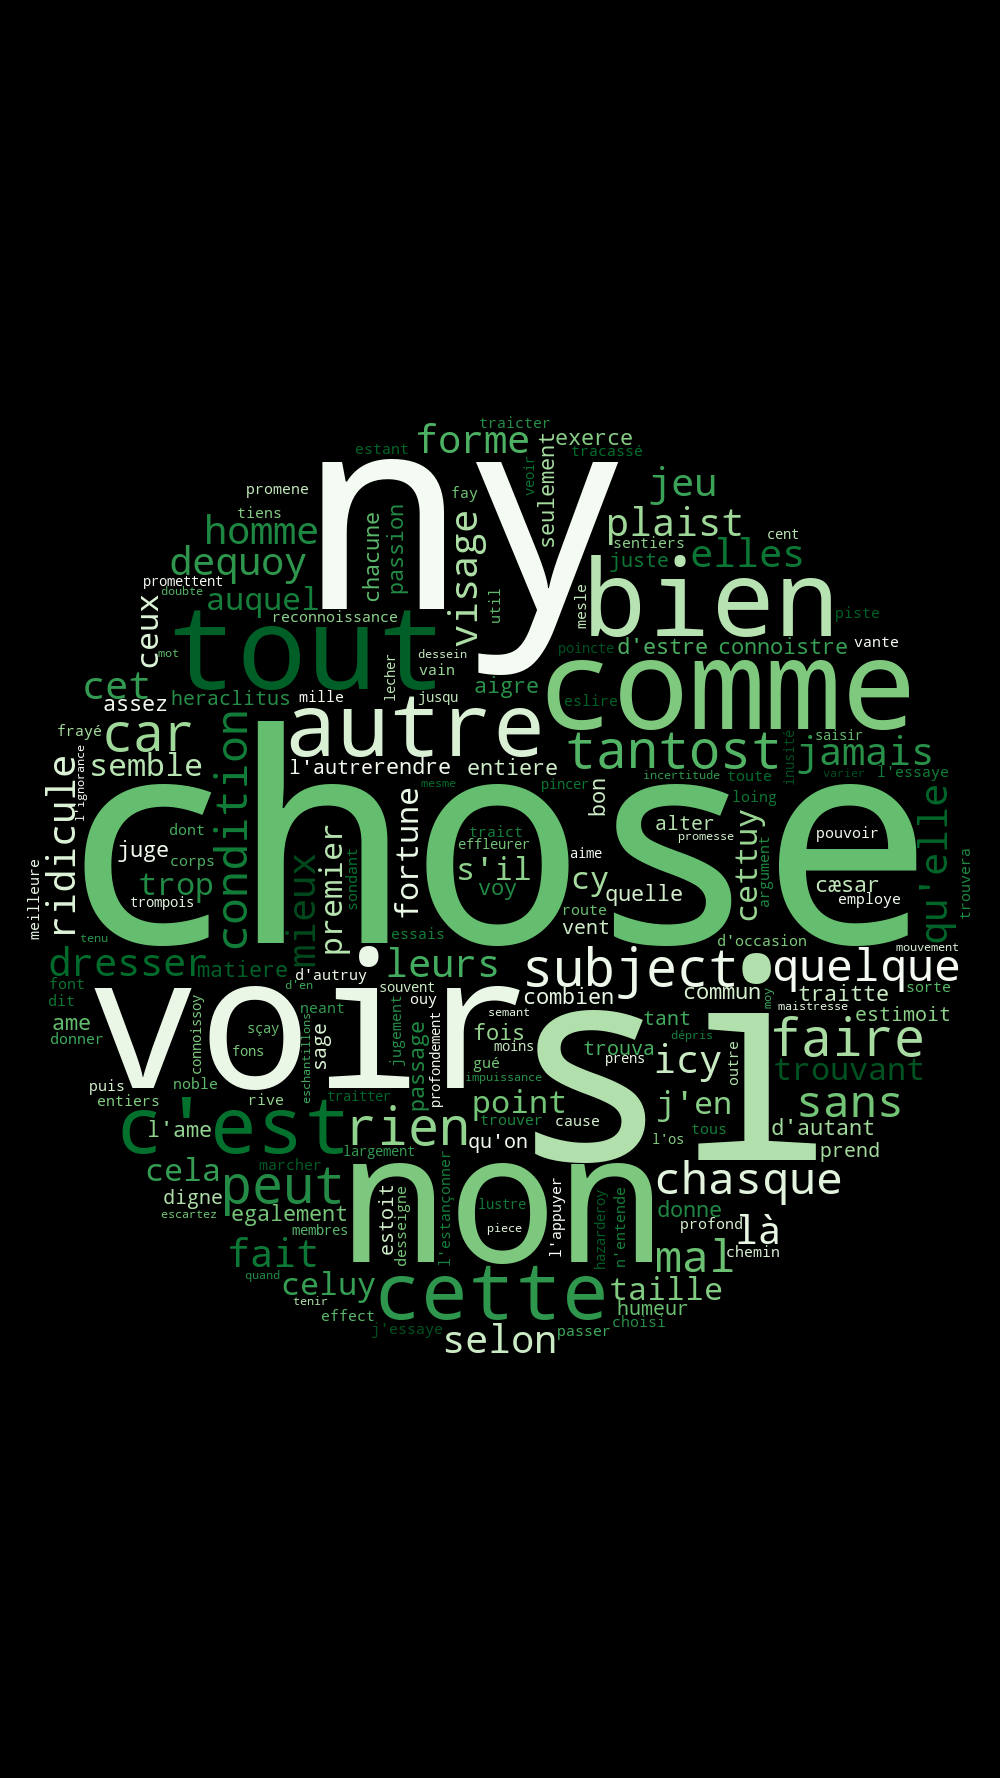 traicter
forme
exerce
estant
tracassé
veoir
seulement
jeu
promene
fay
tiens
ny
plaist
cent
homme
chacune
passion
visage
sentiers
elles
dequoy
juste
bien
promettent
doubte
auquel
util
mesle
piste
reconnoissance
ceux
tout
d'estre
connoistre
vante
poincte
mot
dessein
lecher
vain
cet
aigre
comme
assez
heraclitus
mille
jusqu
eslire
frayé
car
condition
autre
tantost
saisir
inusité
jamais
semble
l'autre
rendre
entiere
incertitude
toute
varier
l'essaye
l'ignorance
ridicule
mesme
pincer
bon
loing
qu'elle
chose
fortune
dont
traict
alter
promesse
pouvoir
juge
corps
premier
effleurer
aime
cettuy
argument
meilleure
trop
mieux
sondant
s'il
voy
cy
quelle
cæsar
employe
trouvera
trompois
route
tenu
essais
vent
d'occasion
mouvement
dresser
matiere
d'autruy
leurs
subject
quelque
font
d'en
souvent
commun
moy
traitte
sorte
dit
connoissoy
neant
ouy
combien
semant
maistresse
ame
sçay
eschantillons
sage
jugement
passage
profondement
fois
tant
estimoit
donner
fons
voir
moins
trouva
dépris
outre
faire
gué
prens
icy
trouvant
puis
noble
impuissance
si
entiers
rive
traitter
point
j'en
sans
c'est
l'ame
rien
trouver
cause
tous
d'autant
qu'on
l'os
largement
prend
cela
marcher
peut
non
chasque
digne
estoit
desseigne
l'estançonner
lustre
l'appuyer
hazarderoy
n'entende
donne
escartez
egalement
piece
profond
là
membres
chemin
fait
mal
quand
celuy
cette
taille
tenir
humeur
effect
choisi
j'essaye
selon
passer